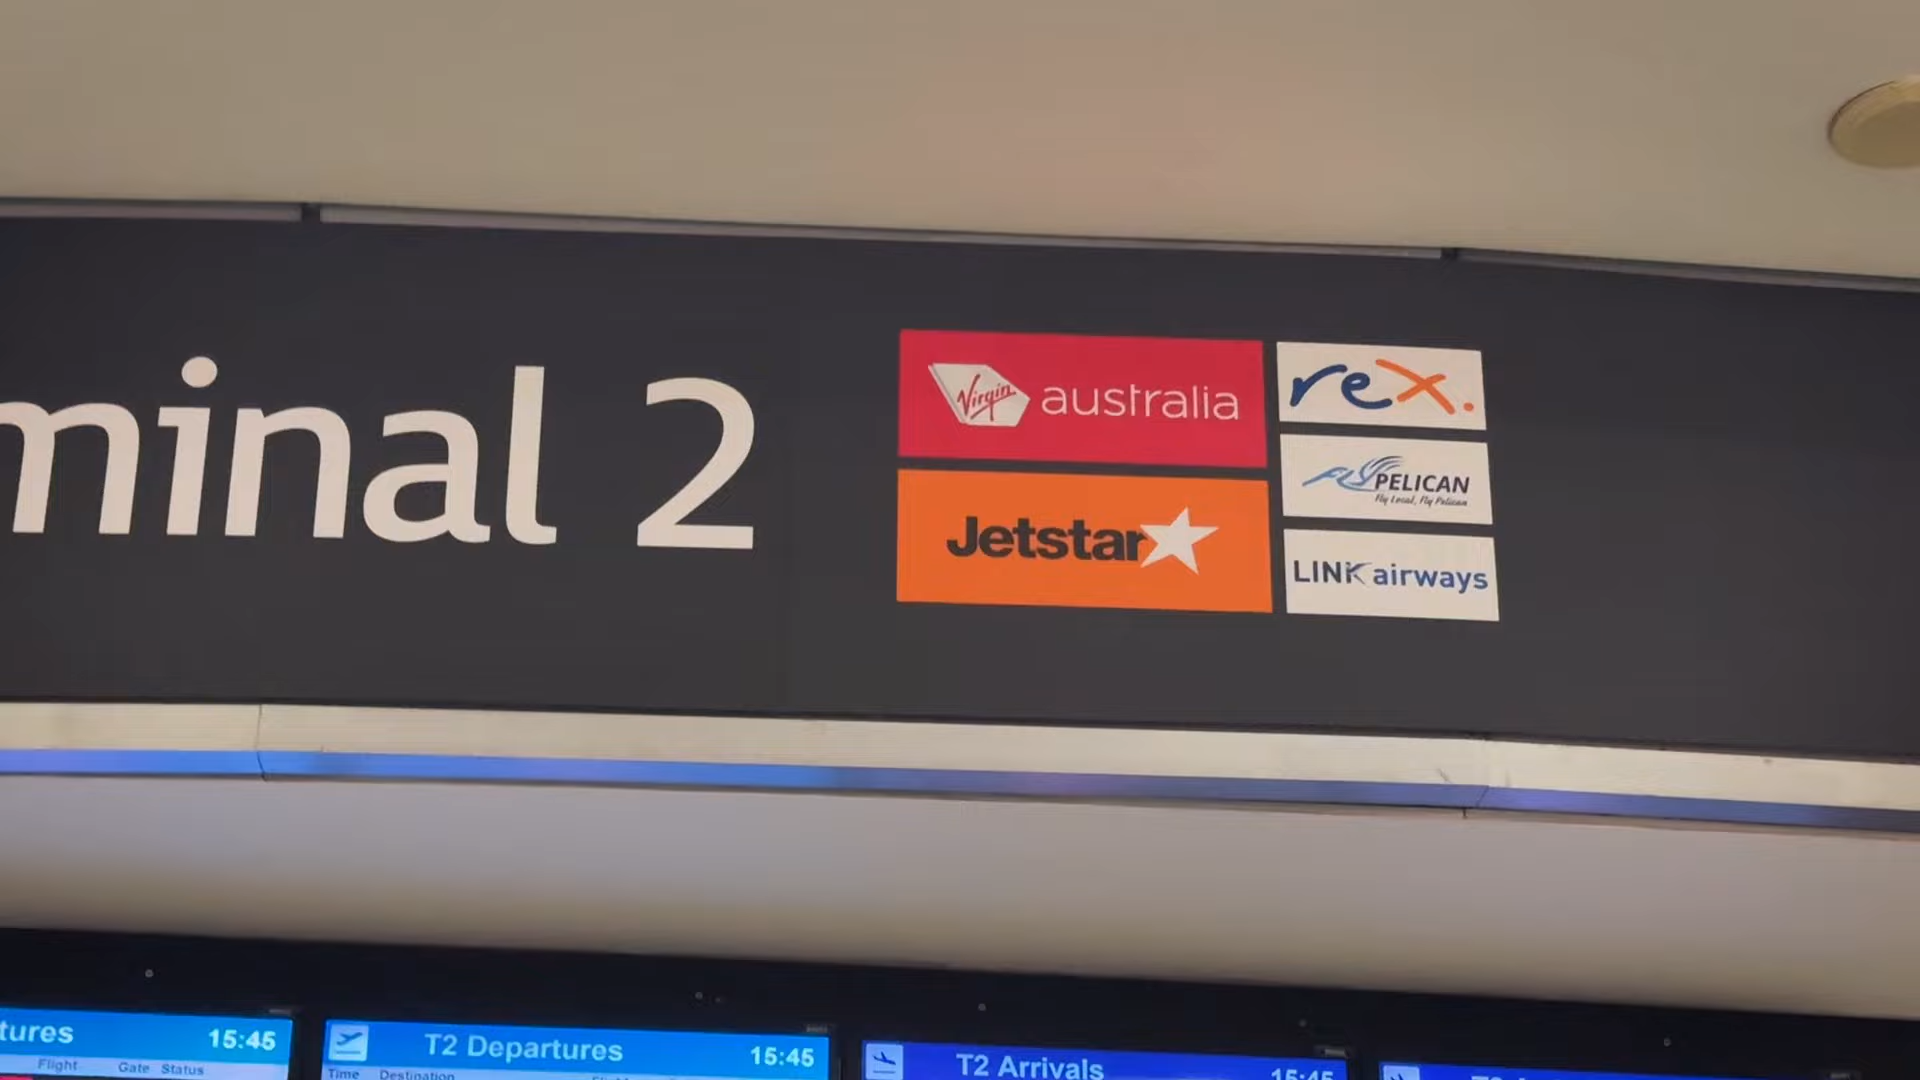 minal 2
Virgin australia
Jetstar
rex.
FLY PELICAN
Fly Local, Fly Pelican
LINK airways
tures 15:45
Flight Gate Status
T2 Departures 15:45
Time Destination
T2 Arrivals 15:45